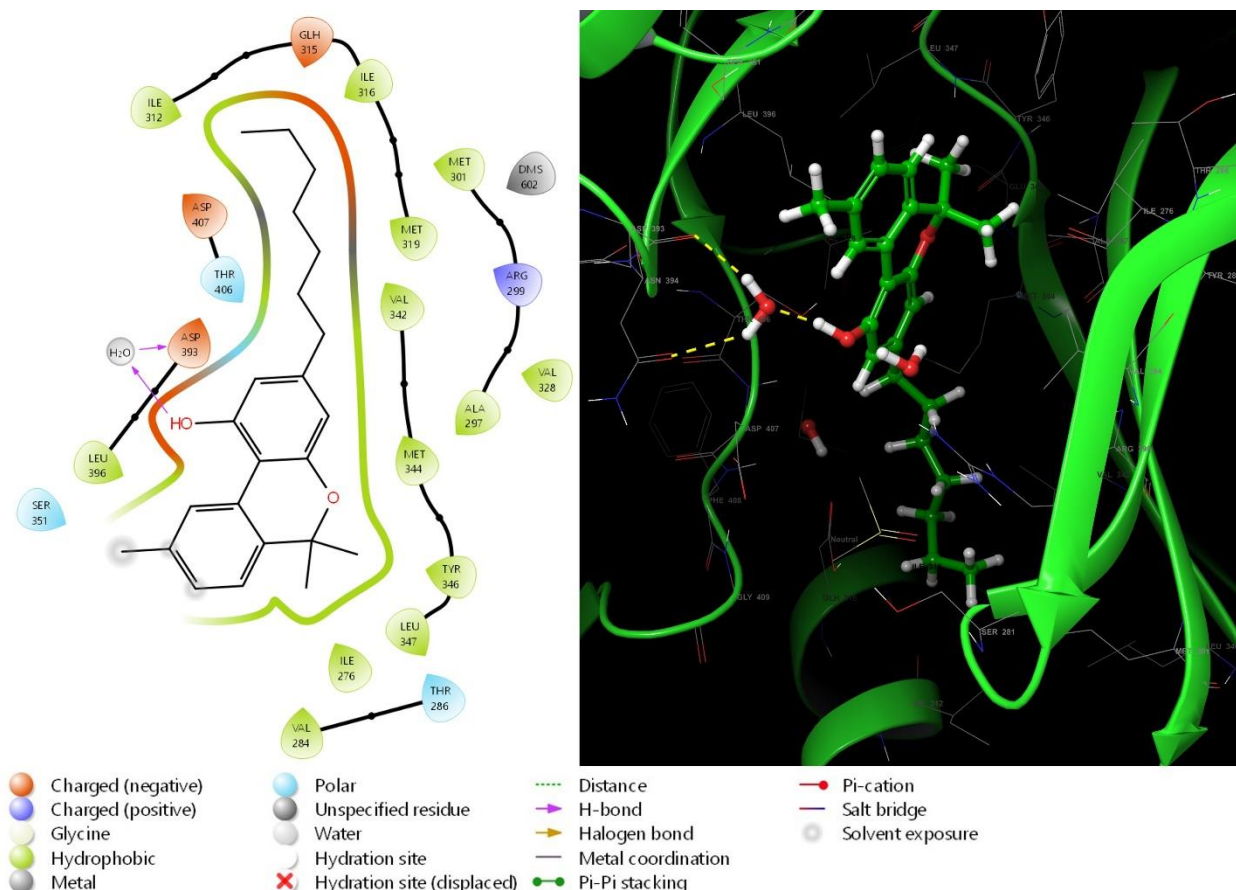 GLH
315
ILE
316
ILE
312
MET
301
DMS
602
ASP
407
THR
406
MET
319
ARG
299
VAL
342
H₂O
ASP
393
VAL
328
ALA
297
HO
LEU
396
MET
344
SER
351
O
TYR
346
LEU
347
ILE
276
THR
286
VAL
284
LEU 347
LEU 396
TYR 346
ILE 276
ASN 394
ASP 407
PHE 408
Neutral
GLY 409
SER 281
Charged (negative)
Charged (positive)
Glycine
Hydrophobic
Metal
Polar
Unspecified residue
Water
Hydration site
Hydration site (displaced)
Distance
H-bond
Halogen bond
Metal coordination
Pi-Pi stacking
Pi-cation
Salt bridge
Solvent exposure